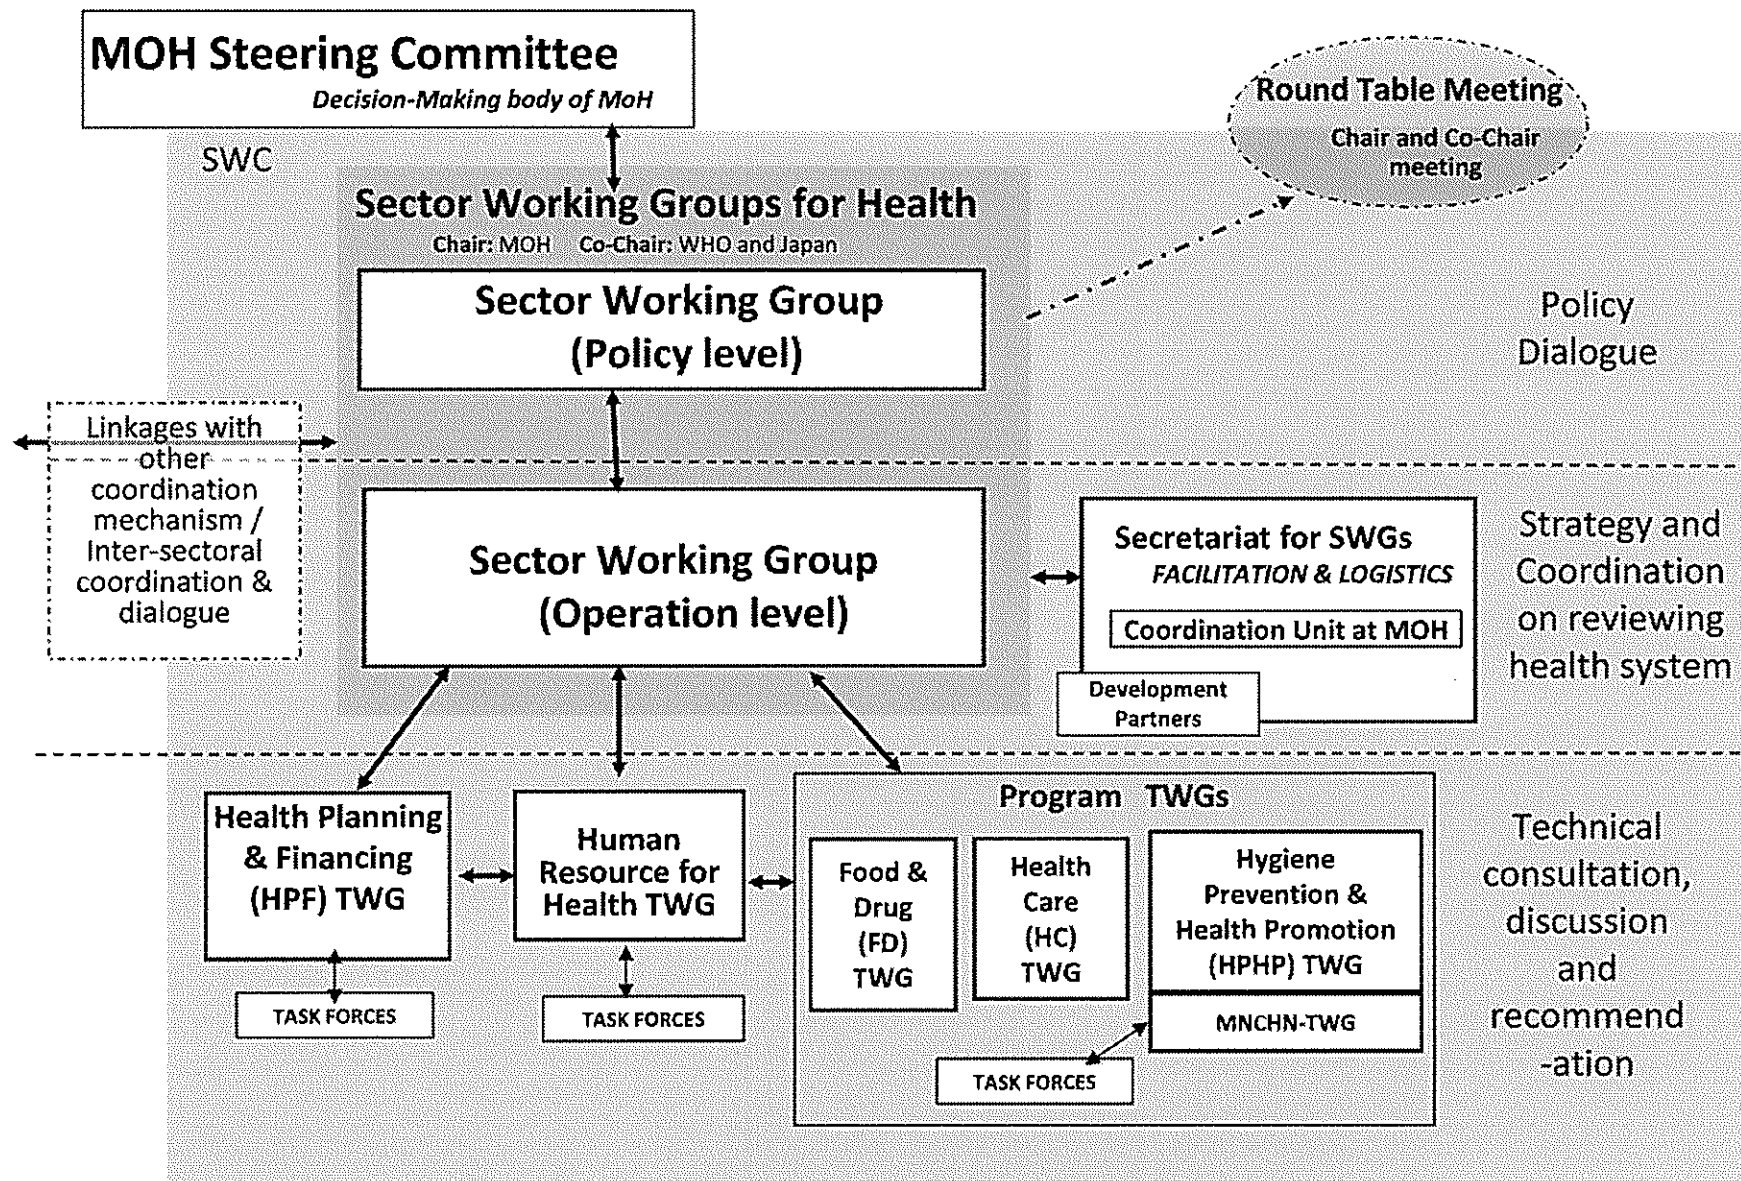 MOH Steering Committee
Decision-Making body of MoH
Round Table Meeting
Chair and Co-Chair
meeting
SWC
Sector Working Groups for Health
Chair: MOH Co-Chair: WHO and Japan
Sector Working Group
(Policy level)
Policy
Dialogue
Linkages with
other
coordination
mechanism /
Inter-sectoral
coordination &
dialogue
Sector Working Group
(Operation level)
Secretariat for SWGs
FACILITATION & LOGISTICS
Coordination Unit at MOH
Development
Partners
Strategy and
Coordination
on reviewing
health system
Health Planning
& Financing
(HPF) TWG
TASK FORCES
Human
Resource for
Health TWG
TASK FORCES
Program TWGs
Food &
Drug
(FD)
TWG
Health
Care
(HC)
TWG
Hygiene
Prevention &
Health Promotion
(HPHP) TWG
MNCHN-TWG
TASK FORCES
Technical
consultation,
discussion
and
recommend
-ation